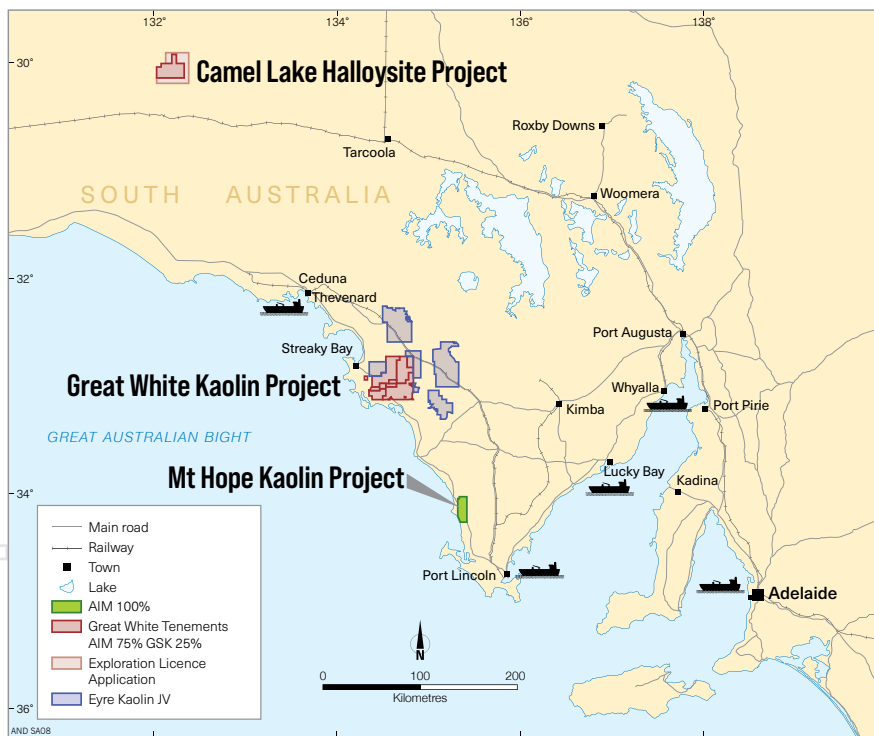 132°
134°
136°
138°
30°
Camel Lake Halloysite Project
Roxby Downs
Tarcoola
Woomera
SOUTH AUSTRALIA
32°
Ceduna
Thevenard
Port Augusta
Streaky Bay
Great White Kaolin Project
Whyalla
Kimba
Port Pirie
GREAT AUSTRALIAN BIGHT
Mt Hope Kaolin Project
Lucky Bay
Kadina
34°
Main road
Railway
Town
Lake
AIM 100%
Great White Tenements
AIM 75% GSK 25%
Exploration Licence
Application
Eyre Kaolin JV
Port Lincoln
Adelaide
N
0 100 200
Kilometres
36°
AND SA08